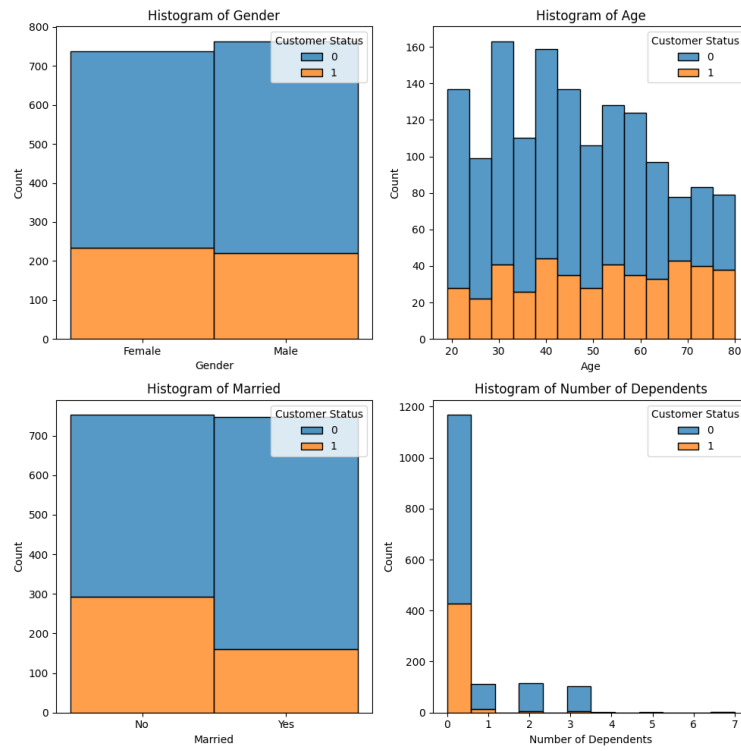 Histogram of Gender
Customer Status
0
1
800
700
600
500
400
300
200
100
0
Count
Female
Male
Gender
Histogram of Age
Customer Status
0
1
160
140
120
100
80
60
40
20
0
Count
20
30
40
50
60
70
80
Age
Histogram of Married
Customer Status
0
1
700
600
500
400
300
200
100
0
Count
No
Yes
Married
Histogram of Number of Dependents
Customer Status
0
1
1200
1000
800
600
400
200
0
Count
0
1
2
3
4
5
6
7
Number of Dependents